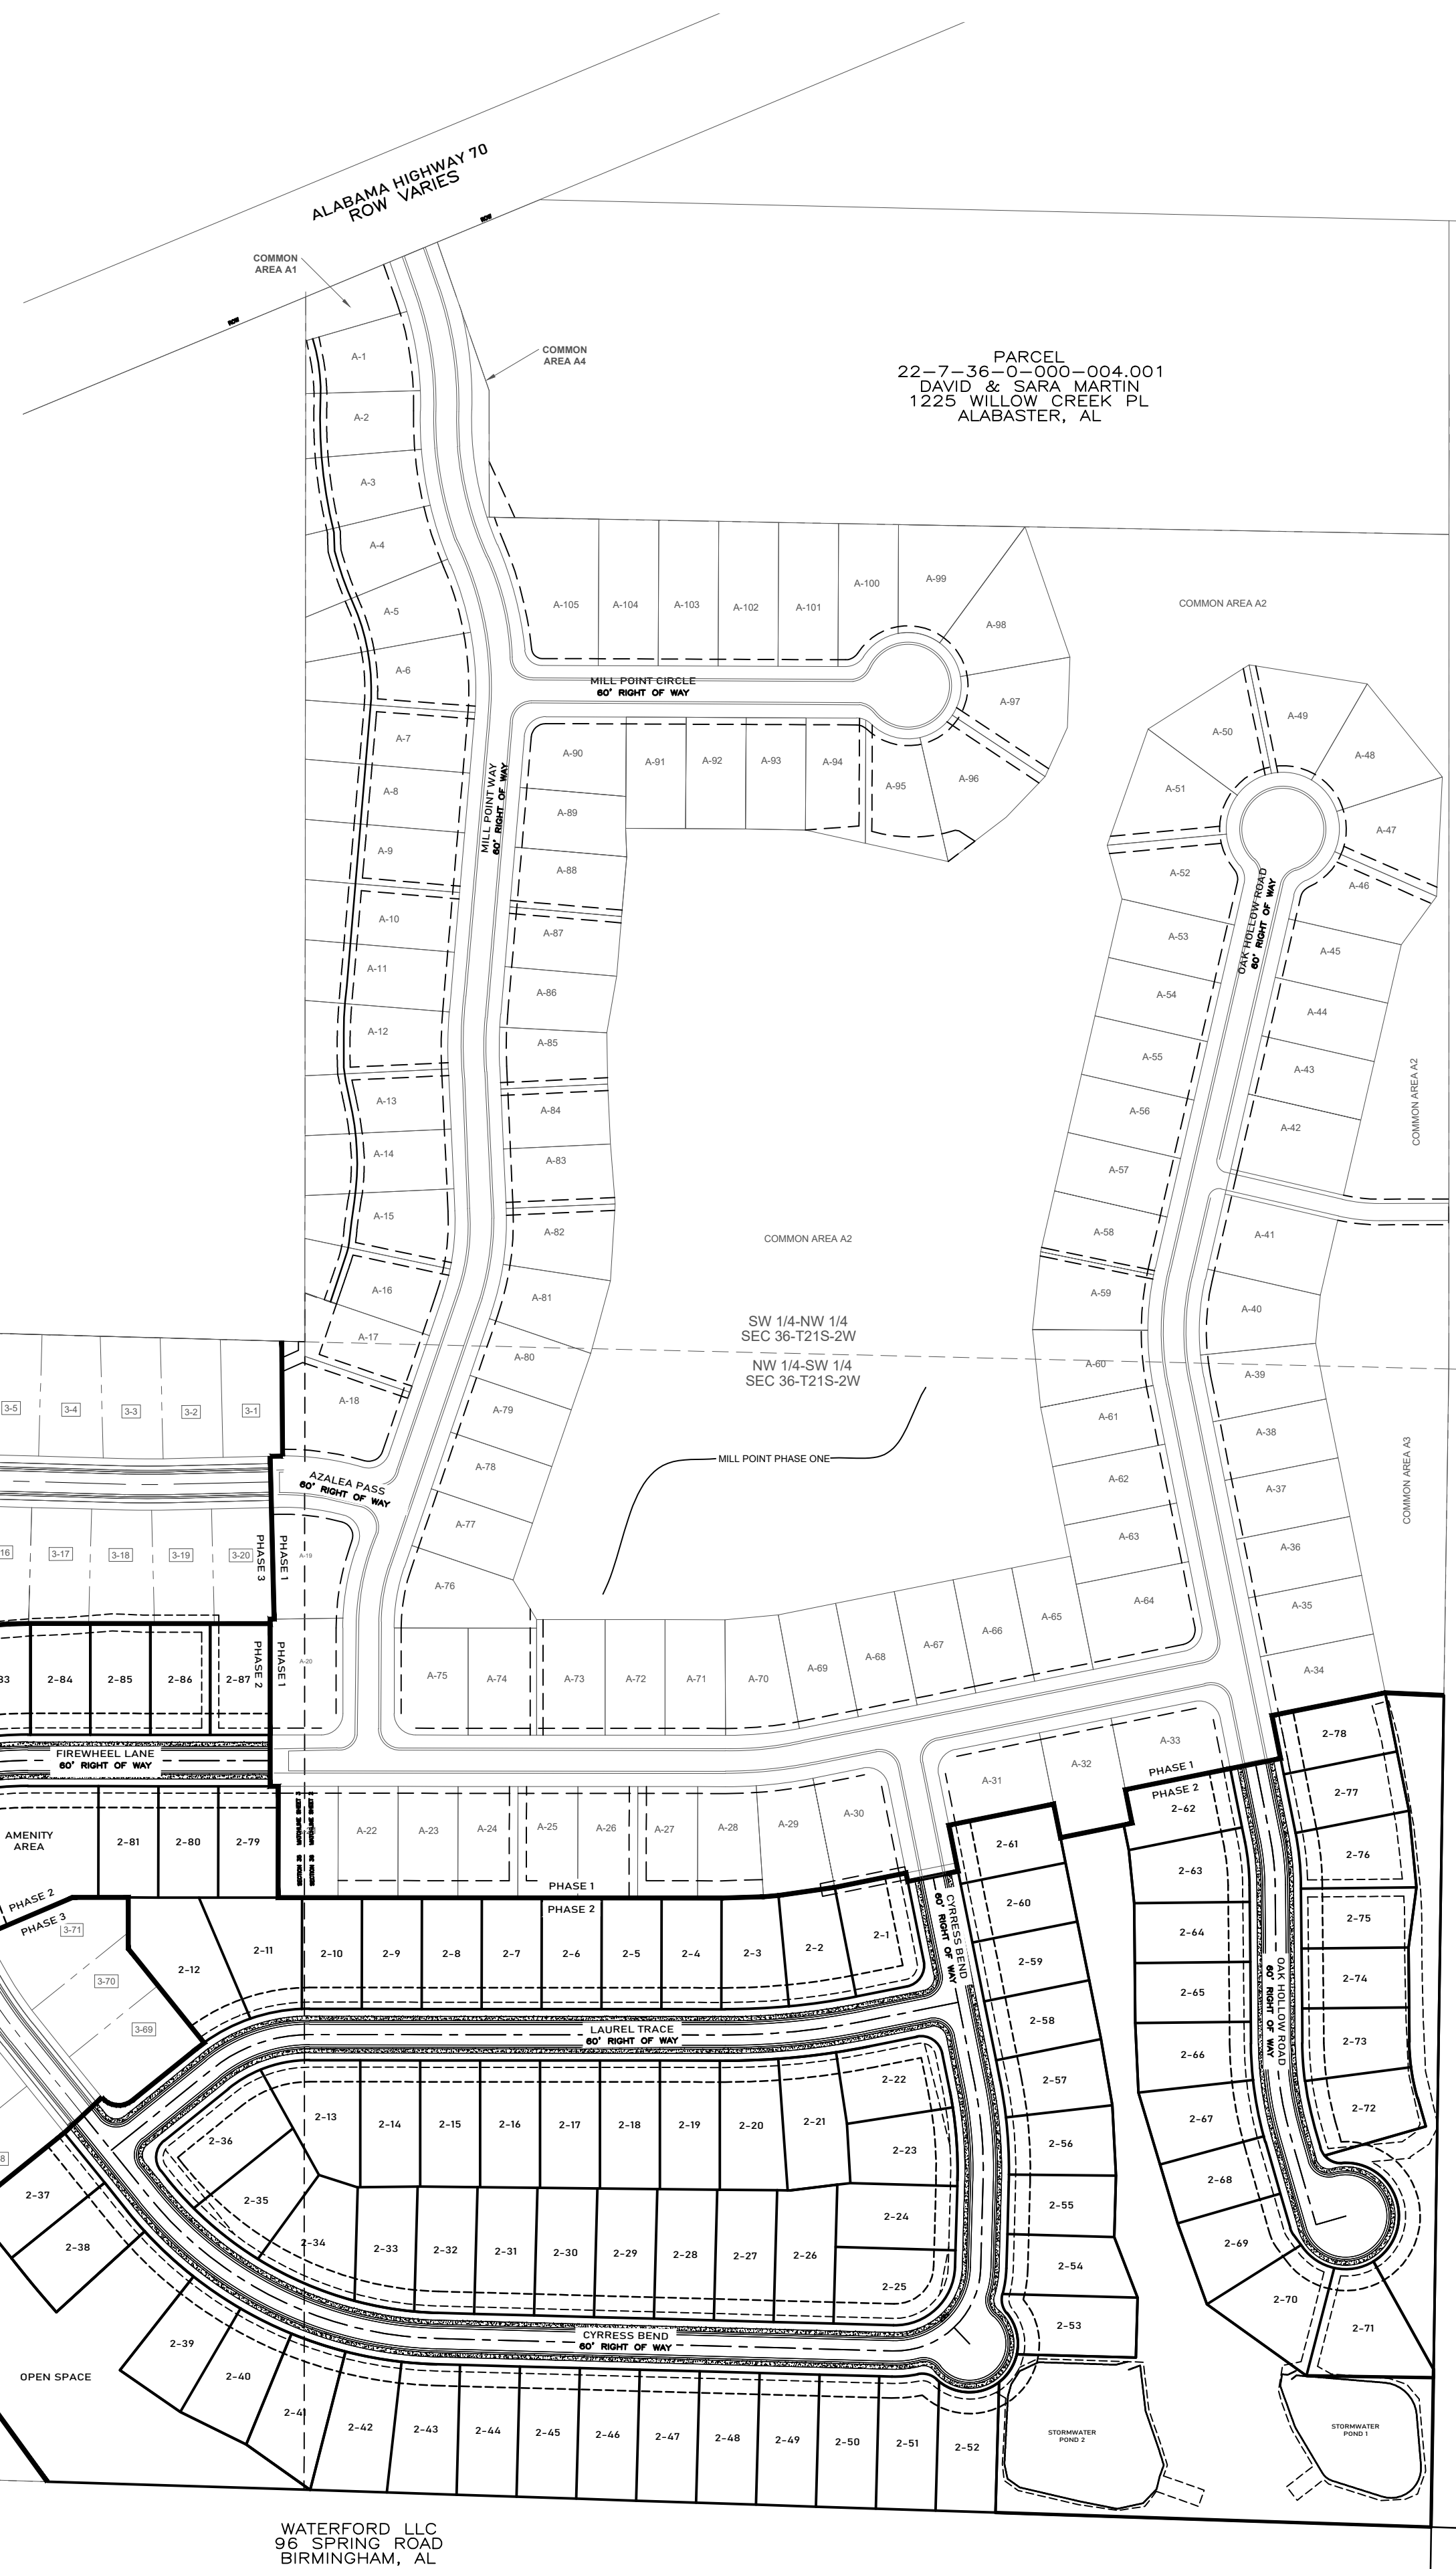 ALABAMA HIGHWAY 70
ROW VARIES
ROW
ROW
COMMON
AREA A1
COMMON
AREA A4
PARCEL
22-7-36-0-000-004.001
DAVID & SARA MARTIN
1225 WILLOW CREEK PL
ALABASTER, AL
A-1
A-2
A-3
A-4
A-5
A-6
A-7
A-8
A-9
A-10
A-11
A-12
A-13
A-14
A-15
A-16
A-17
A-18
A-105
A-104
A-103
A-102
A-101
A-100
A-99
A-98
A-97
A-96
A-95
A-94
A-93
A-92
A-91
A-90
A-89
A-88
A-87
A-86
A-85
A-84
A-83
A-82
A-81
A-80
A-79
A-78
A-77
A-76
MILL POINT CIRCLE
60' RIGHT OF WAY
MILL POINT WAY
60' RIGHT OF WAY
COMMON AREA A2
A-50
A-49
A-48
A-51
A-47
A-52
A-46
A-53
A-45
A-54
A-44
A-55
A-43
A-56
A-42
A-57
A-58
A-41
A-59
A-40
A-60
A-39
A-61
A-38
A-62
A-37
A-63
A-36
A-64
A-35
A-34
OAK HOLLOW ROAD
60' RIGHT OF WAY
COMMON AREA A2
COMMON AREA A2
COMMON AREA A3
SW 1/4-NW 1/4
SEC 36-T21S-2W
NW 1/4-SW 1/4
SEC 36-T21S-2W
MILL POINT PHASE ONE
3-5
3-4
3-3
3-2
3-1
AZALEA PASS
60' RIGHT OF WAY
16
3-17
3-18
3-19
3-20
PHASE 3
PHASE 1
A-19
33
2-84
2-85
2-86
2-87
PHASE 2
PHASE 1
A-20
A-75
A-74
A-73
A-72
A-71
A-70
A-69
A-68
A-67
A-66
A-65
FIREWHEEL LANE
60' RIGHT OF WAY
AMENITY
AREA
2-81
2-80
2-79
A-22
A-23
A-24
A-25
A-26
A-27
A-28
A-29
A-30
A-31
A-32
A-33
PHASE 1
PHASE 2
PHASE 1
PHASE 2
PHASE 2
PHASE 3
3-71
3-70
3-69
8
2-12
2-11
2-10
2-9
2-8
2-7
2-6
2-5
2-4
2-3
2-2
2-1
CYRRESS BEND
60' RIGHT OF WAY
LAUREL TRACE
60' RIGHT OF WAY
2-61
2-60
2-59
2-58
2-57
2-56
2-55
2-54
2-53
2-62
2-63
2-64
2-65
2-66
2-67
2-68
2-69
2-70
2-71
2-78
2-77
2-76
2-75
2-74
2-73
2-72
OAK HOLLOW ROAD
60' RIGHT OF WAY
2-13
2-14
2-15
2-16
2-17
2-18
2-19
2-20
2-21
2-22
2-23
2-24
2-25
2-36
2-35
2-34
2-33
2-32
2-31
2-30
2-29
2-28
2-27
2-26
CYRRESS BEND
60' RIGHT OF WAY
2-37
2-38
2-39
2-40
2-41
2-42
2-43
2-44
2-45
2-46
2-47
2-48
2-49
2-50
2-51
2-52
OPEN SPACE
STORMWATER
POND 2
STORMWATER
POND 1
WATERFORD LLC
96 SPRING ROAD
BIRMINGHAM, AL